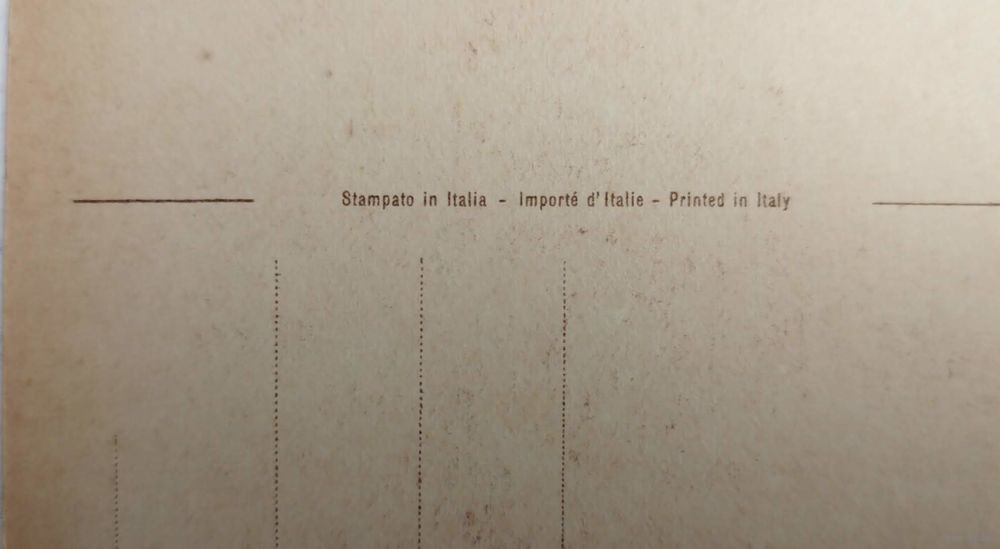 Stampato in Italia - Importé d'Italie - Printed in Italy